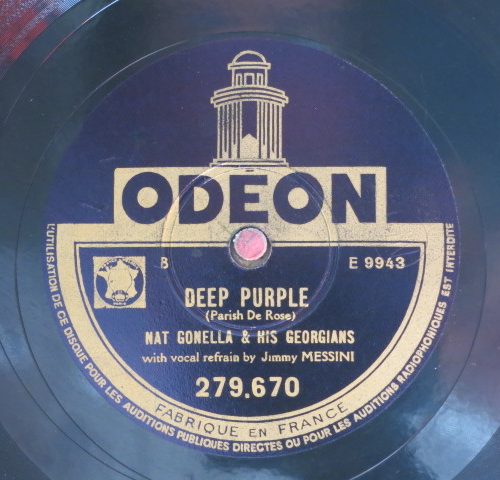 ODEON
B E 9943
DEEP PURPLE
(Parish De Rose)
NAT GONELLA & HIS GEORGIANS
with vocal refrain by Jimmy MESSINI
279.670
FABRIQUE EN FRANCE
L'UTILISATION DE CE DISQUE POUR LES AUDITIONS PUBLIQUES DIRECTES OU POUR LES AUDITIONS RADIOPHONIQUES EST INTERDITE